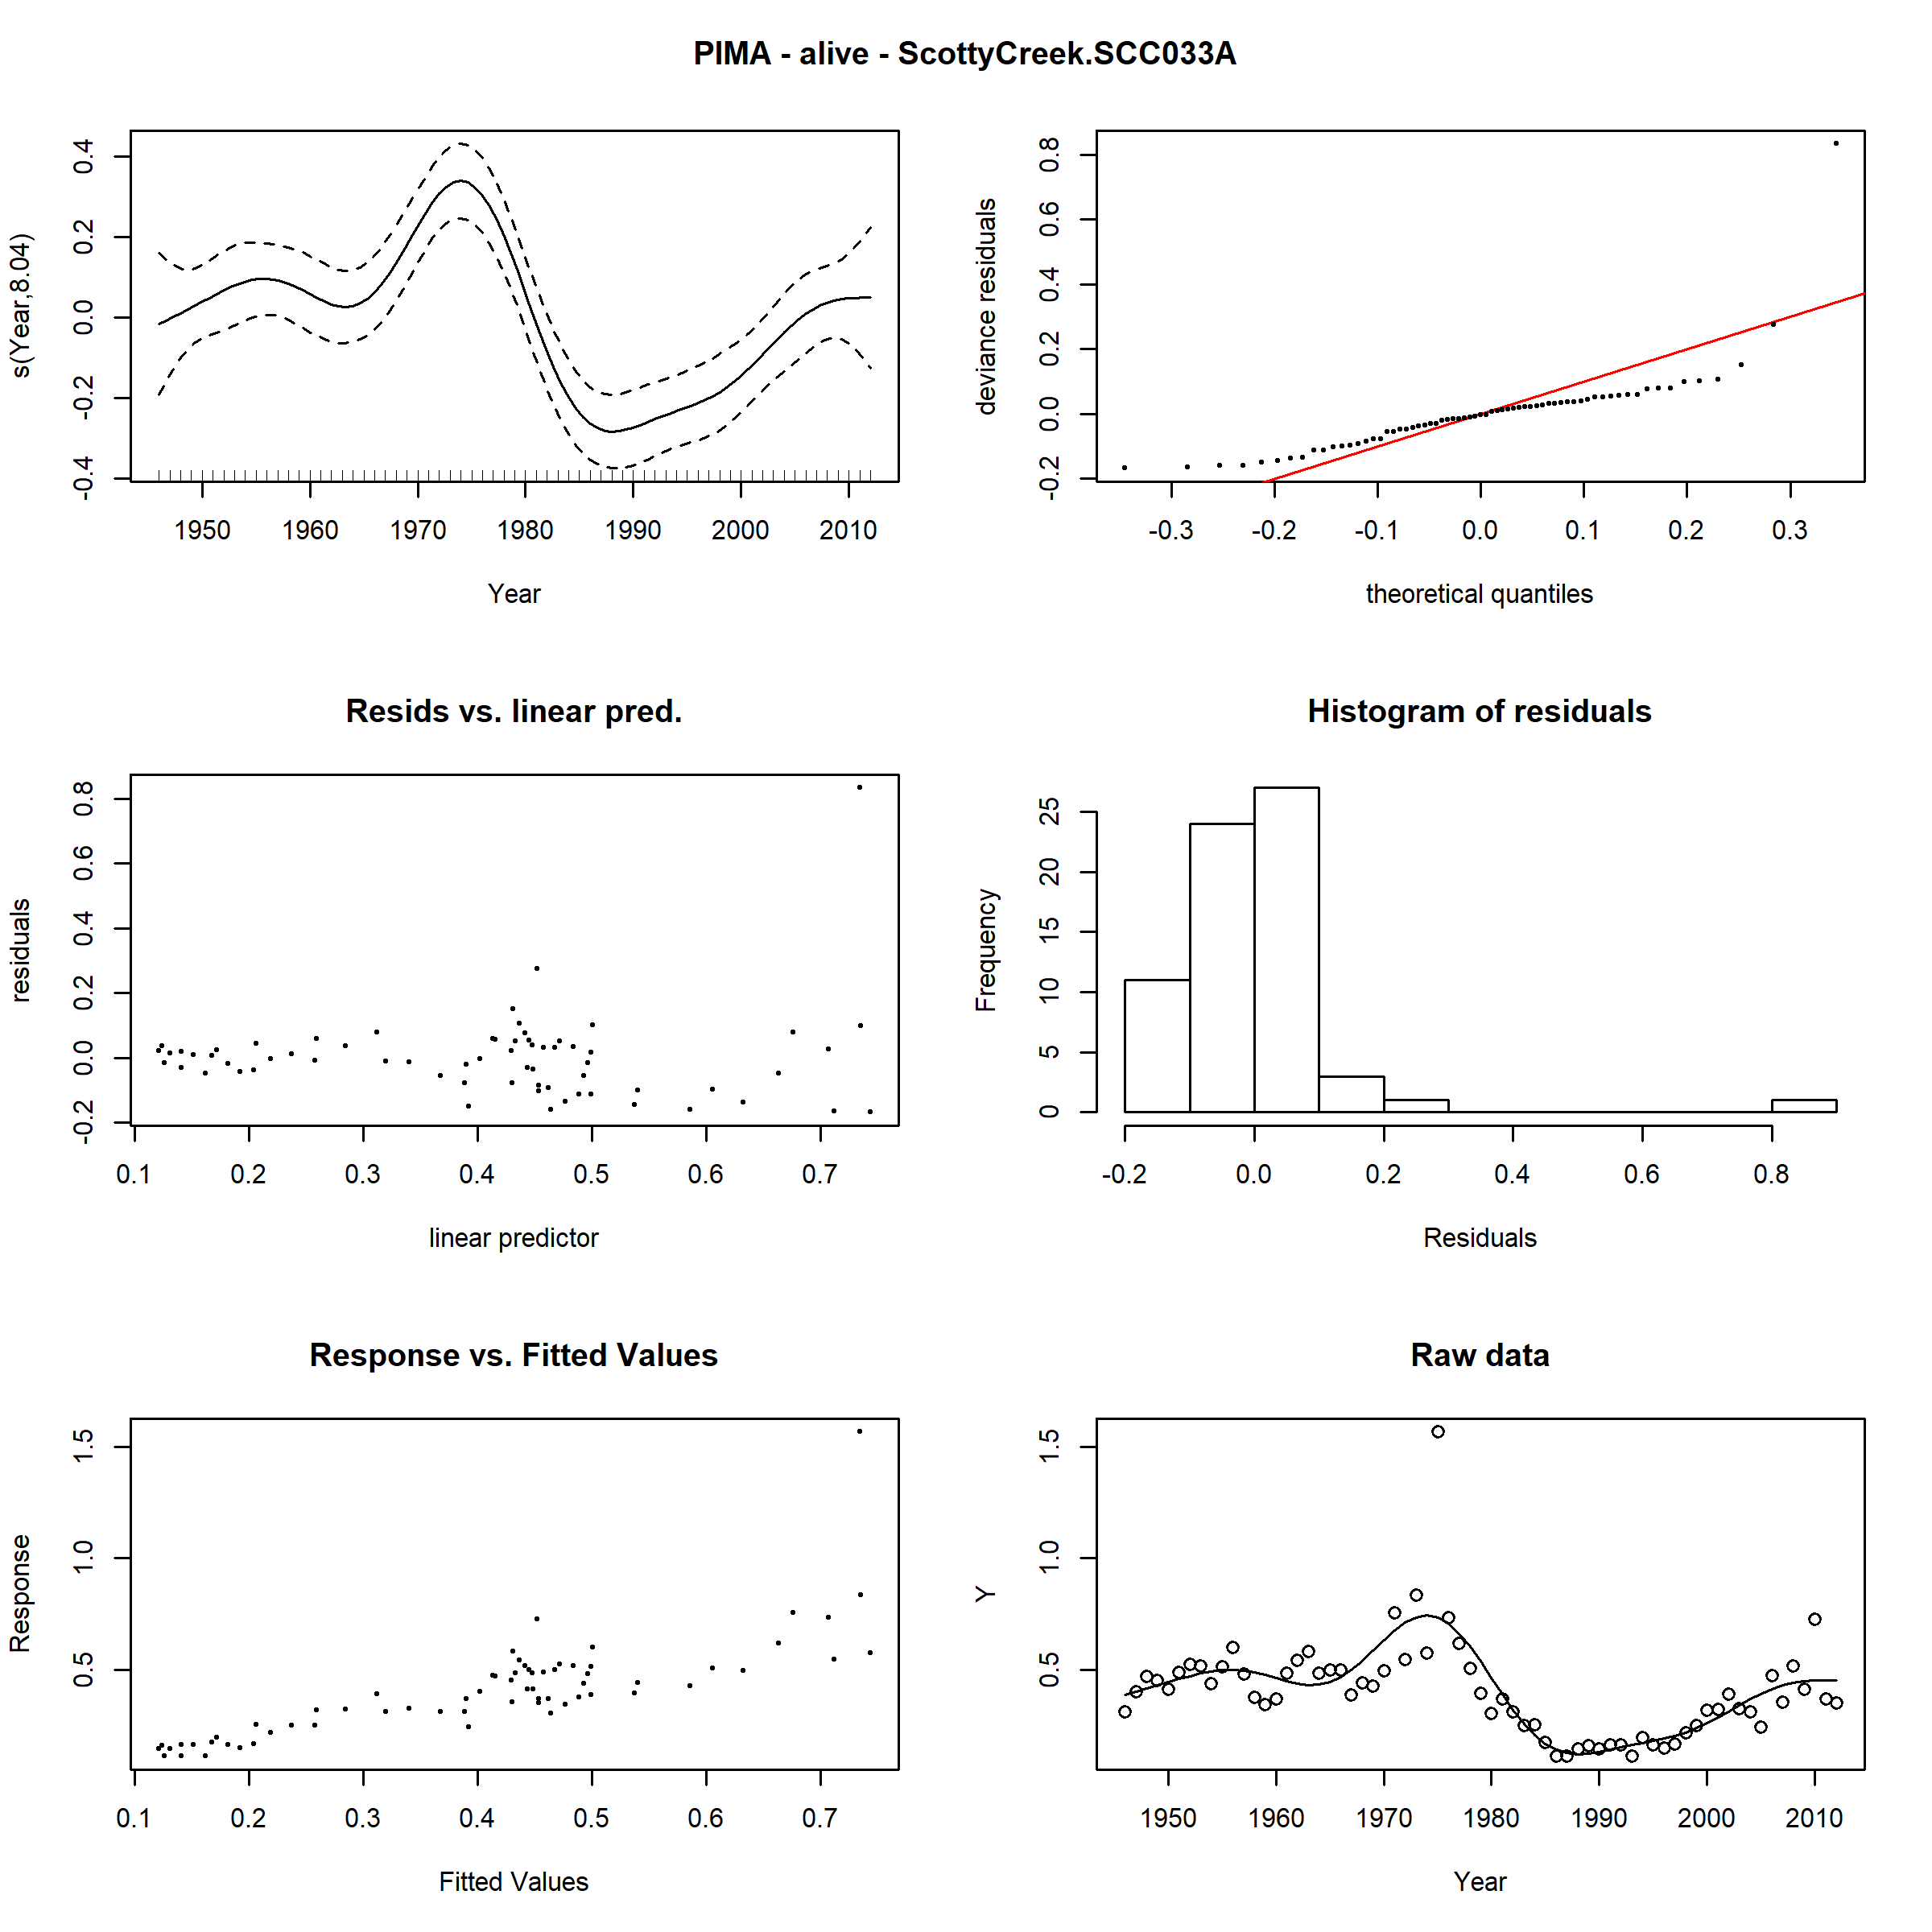 PIMA - alive - ScottyCreek.SCC033A
s(Year,8.04)
-0.4 -0.2 0.0 0.2 0.4
1950 1960 1970 1980 1990 2000 2010
Year
deviance residuals
-0.2 0.0 0.2 0.4 0.6 0.8
-0.3 -0.2 -0.1 0.0 0.1 0.2 0.3
theoretical quantiles
Resids vs. linear pred.
residuals
-0.2 0.0 0.2 0.4 0.6 0.8
0.1 0.2 0.3 0.4 0.5 0.6 0.7
linear predictor
Histogram of residuals
Frequency
0 5 10 15 20 25
-0.2 0.0 0.2 0.4 0.6 0.8
Residuals
Response vs. Fitted Values
Response
0.5 1.0 1.5
0.1 0.2 0.3 0.4 0.5 0.6 0.7
Fitted Values
Raw data
Y
0.5 1.0 1.5
1950 1960 1970 1980 1990 2000 2010
Year